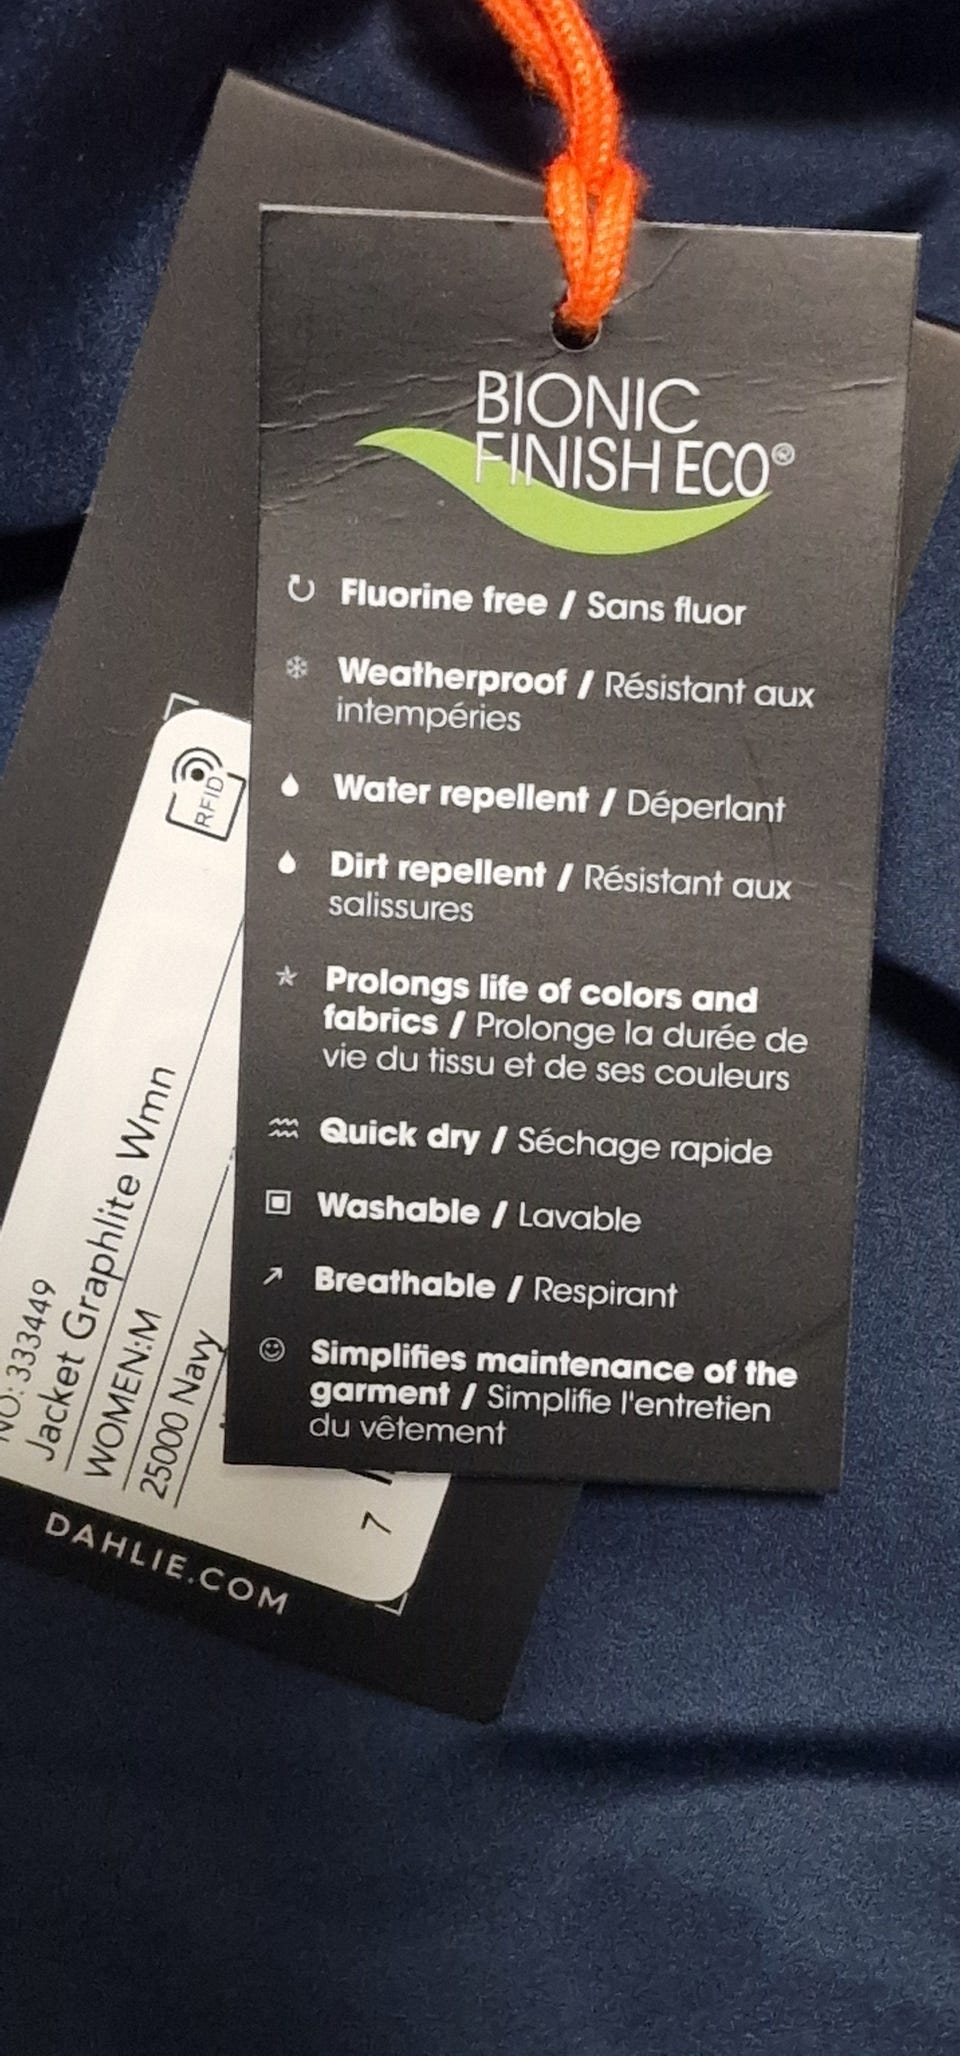 BIONIC
FINISH ECO®
Fluorine free / Sans fluor
Weatherproof / Résistant aux
intempéries
Water repellent / Déperlant
Dirt repellent / Résistant aux
salissures
Prolongs life of colors and
fabrics / Prolonge la durée de
vie du tissu et de ses couleurs
Quick dry / Séchage rapide
Washable / Lavable
Breathable / Respirant
Simplifies maintenance of the
garment / Simplifie l'entretien
du vêtement
RFID
NO: 333449
Jacket Graphlite Wmn
WOMEN:M
25000 Navy
7
DAHLIE.COM